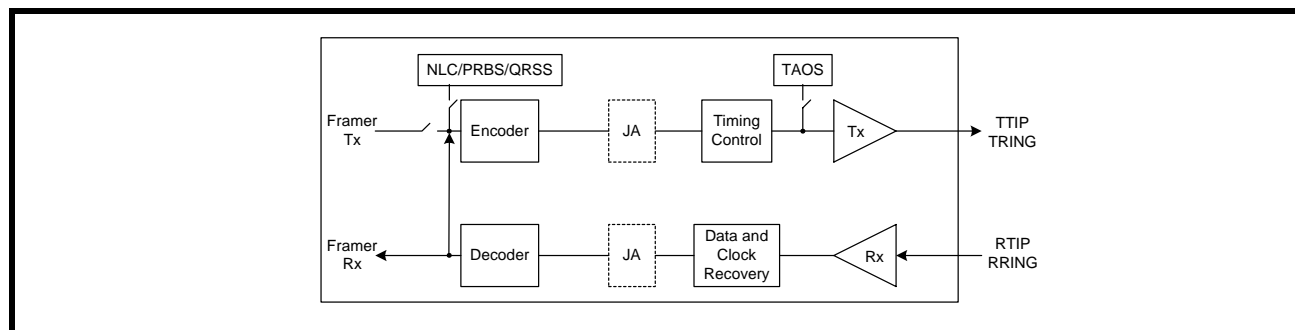 NLC/PRBS/QRSS
TAOS
Framer
Tx
Encoder
JA
Timing
Control
Tx
TTIP
TRING
Framer
Rx
Decoder
JA
Data and
Clock
Recovery
Rx
RTIP
RRING